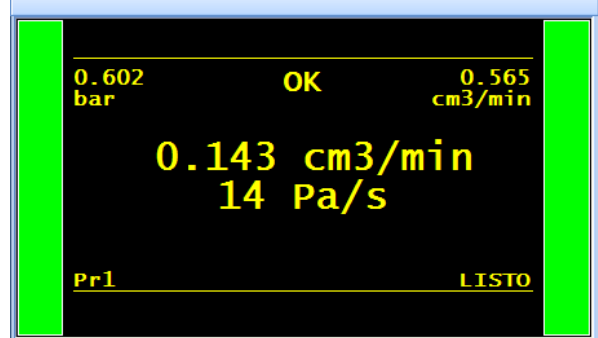 0.602 OK 0.565
bar cm3/min
0.143 cm3/min
14 Pa/s
Pr1 LISTO